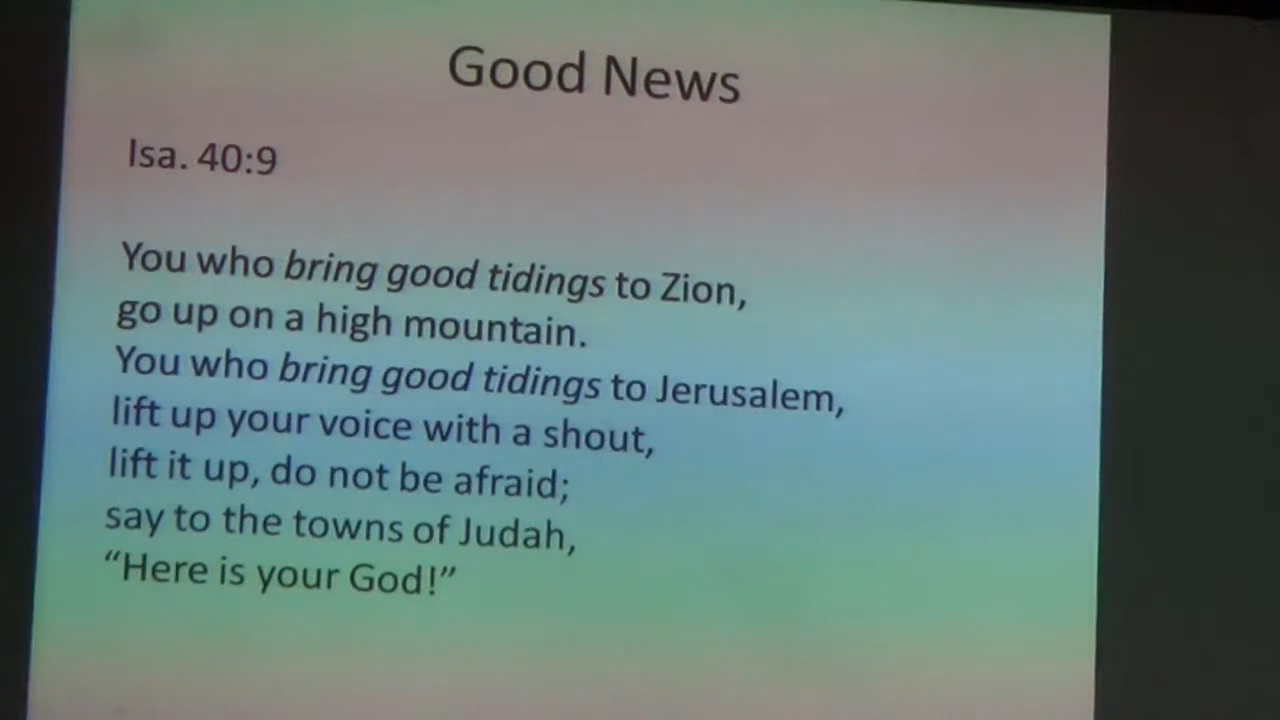 Good News
Isa. 40:9
You who bring good tidings to Zion,
go up on a high mountain.
You who bring good tidings to Jerusalem,
lift up your voice with a shout,
lift it up, do not be afraid;
say to the towns of Judah,
“Here is your God!”